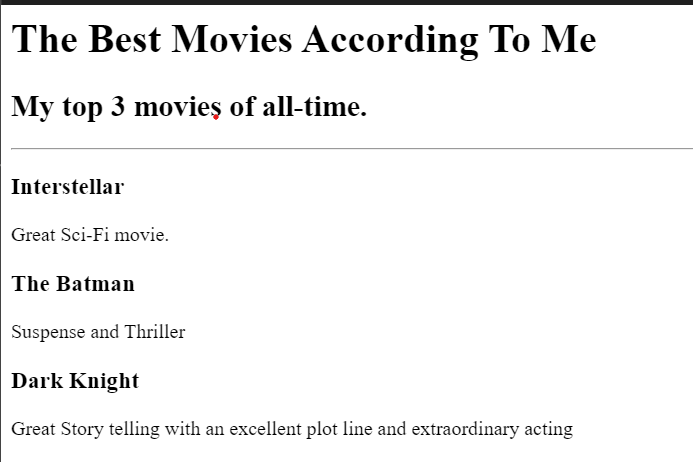 The Best Movies According To Me
My top 3 movies of all-time.
Interstellar
Great Sci-Fi movie.
The Batman
Suspense and Thriller
Dark Knight
Great Story telling with an excellent plot line and extraordinary acting